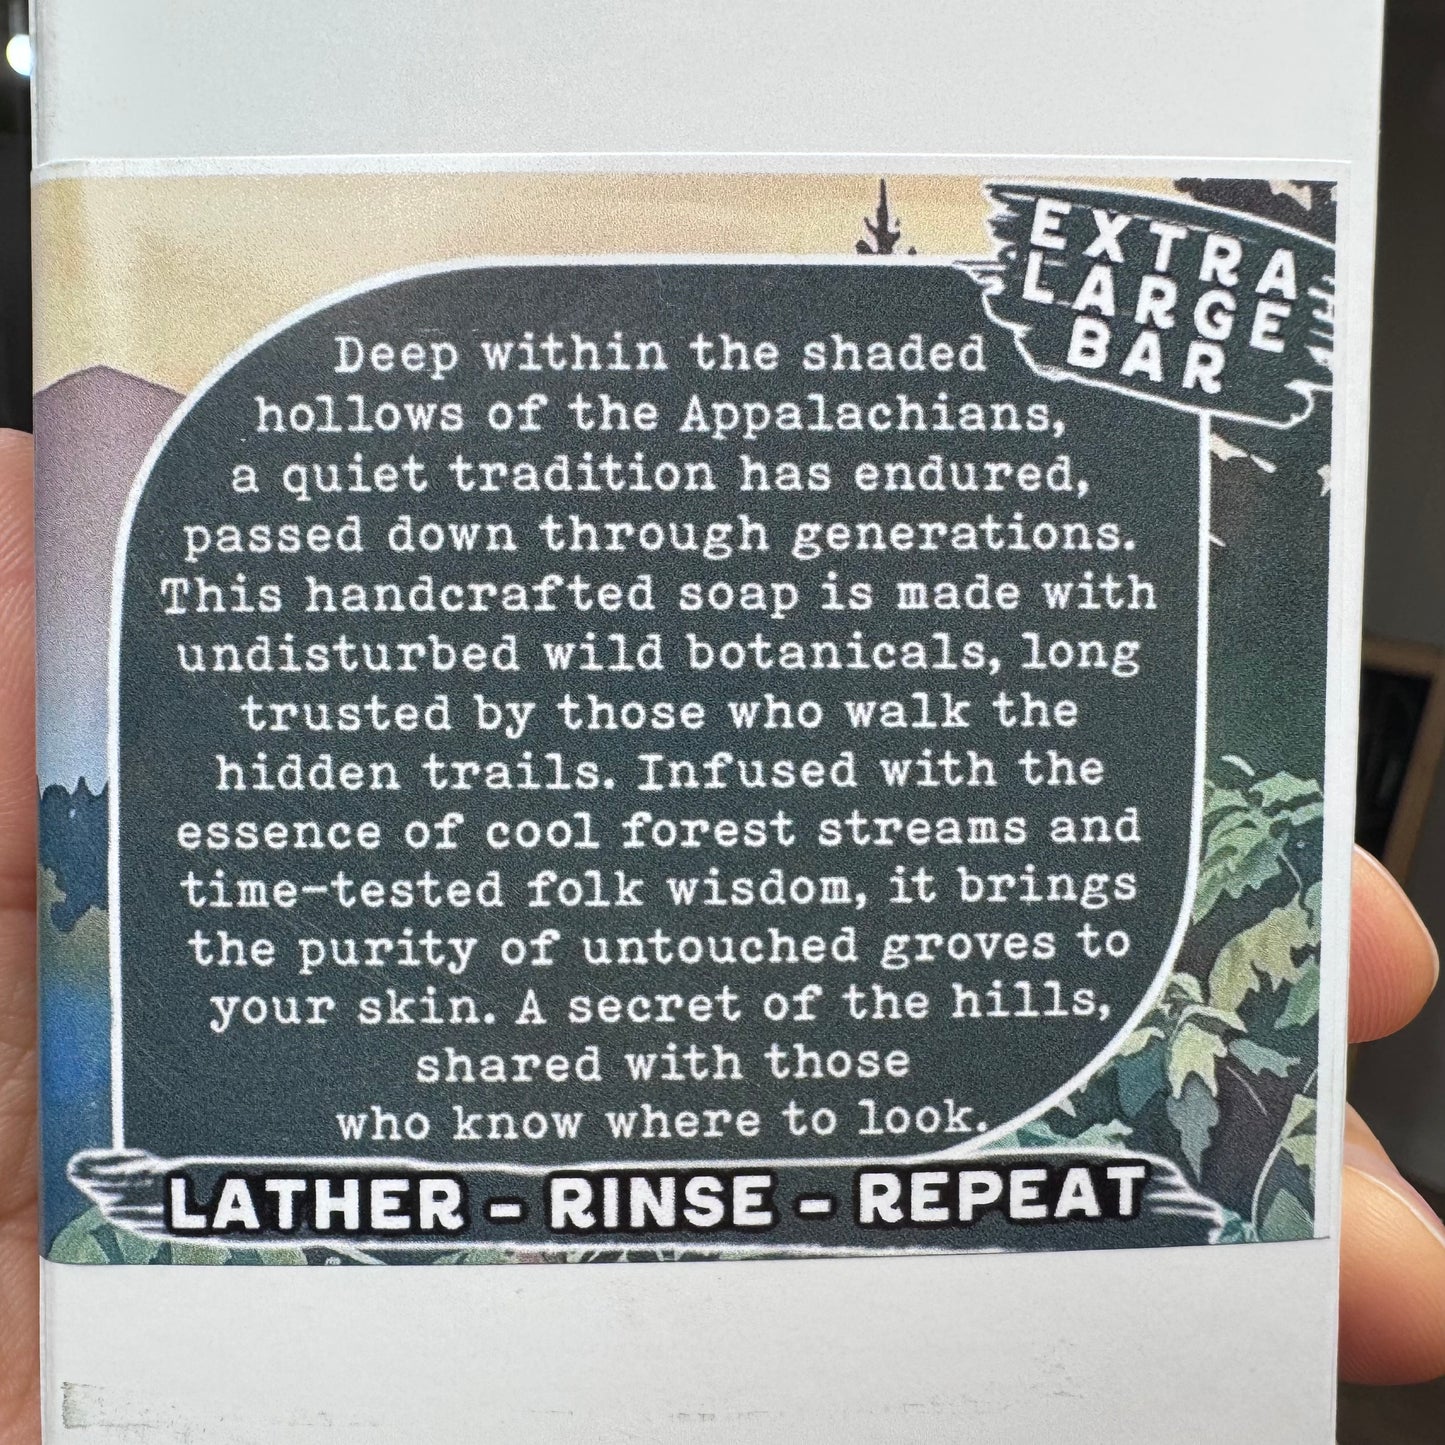 EXTRA
LARGE
BAR
Deep within the shaded
hollows of the Appalachians,
a quiet tradition has endured,
passed down through generations.
This handcrafted soap is made with
undisturbed wild botanicals, long
trusted by those who walk the
hidden trails. Infused with the
essence of cool forest streams and
time-tested folk wisdom, it brings
the purity of untouched groves to
your skin. A secret of the hills,
shared with those
who know where to look.
LATHER - RINSE - REPEAT